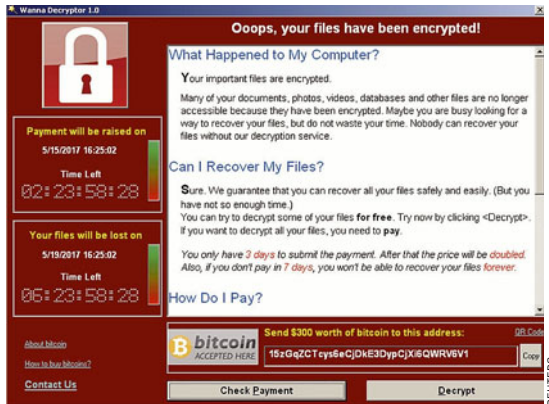 Wanna Decryptor 1.0
Ooops, your files have been encrypted!
What Happened to My Computer?
Your important files are encrypted.
Many of your documents, photos, videos, databases and other files are no longer
accessible because they have been encrypted. Maybe you are busy looking for a
way to recover your files, but do not waste your time. Nobody can recover your
files without our decryption service.
Can I Recover My Files?
Sure. We guarantee that you can recover all your files safely and easily. (But you
have not so enough time.)
You can try to decrypt some of your files for free. Try now by clicking <Decrypt>.
If you want to decrypt all your files, you need to pay.
You only have 3 days to submit the payment. After that the price will be doubled.
Also, if you don't pay in 7 days, you won't be able to recover your files forever.
How Do I Pay?
Payment will be raised on
5/15/2017 16:25:02
Time Left
02:23:58:28
Your files will be lost on
5/19/2017 16:25:02
Time Left
06:23:58:28
About bitcoin
How to buy bitcoins?
Contact Us
bitcoin
ACCEPTED HERE
Send $300 worth of bitcoin to this address:
QR Code
15zGqZCTcys6eCjDkE3DypCjXi6QWRV6V1
Copy
Check Payment
Decrypt
REUTERS